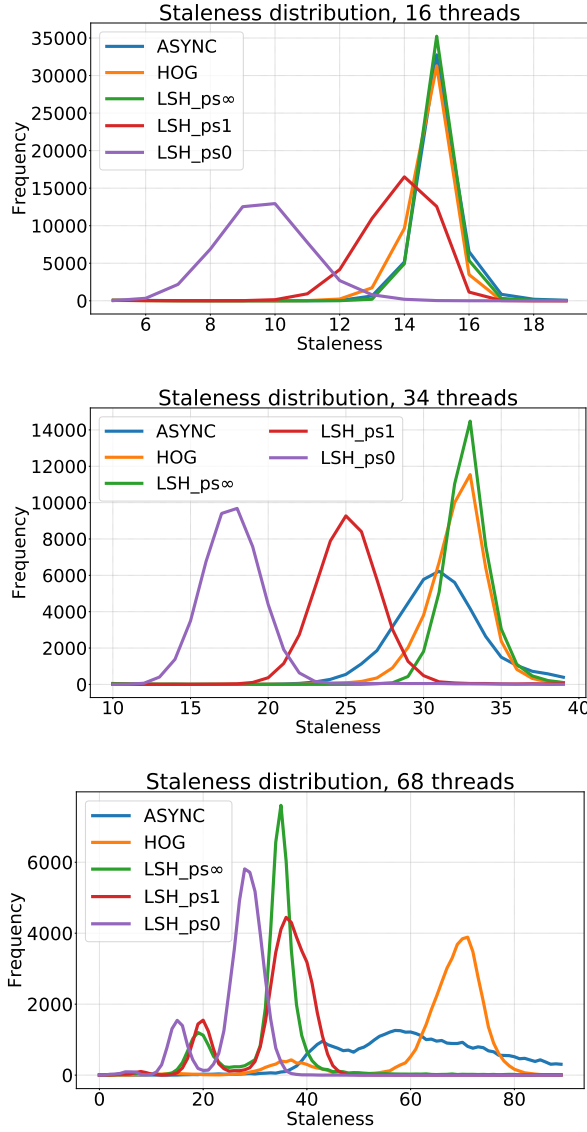 Staleness distribution, 16 threads
35000
30000
25000
20000
15000
10000
5000
0
Frequency
ASYNC
HOG
LSH_ps∞
LSH_ps1
LSH_ps0
6 8 10 12 14 16 18
Staleness
Staleness distribution, 34 threads
14000
12000
10000
8000
6000
4000
2000
0
Frequency
ASYNC
HOG
LSH_ps∞
LSH_ps1
LSH_ps0
10 15 20 25 30 35 40
Staleness
Staleness distribution, 68 threads
6000
4000
2000
0
Frequency
ASYNC
HOG
LSH_ps∞
LSH_ps1
LSH_ps0
0 20 40 60 80
Staleness